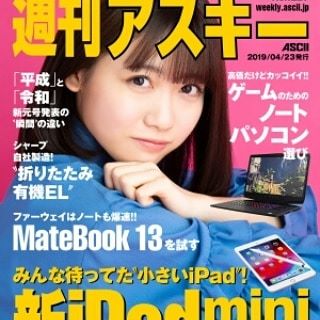 weekly.ascii.jp
週刊アスキー
ASCII
2019/04/23発行
「平成」と
「令和」
新元号発表の
“瞬間”の違い
高価だけどカッコイイ!!
ゲームのための
ノート
パソコン
選び
シャープ
自社製造!
“折りたたみ
有機EL”
ファーウェイはノートも爆速!!
MateBook 13を試す
みんな待ってた“小さいiPad”!
新iPad mini